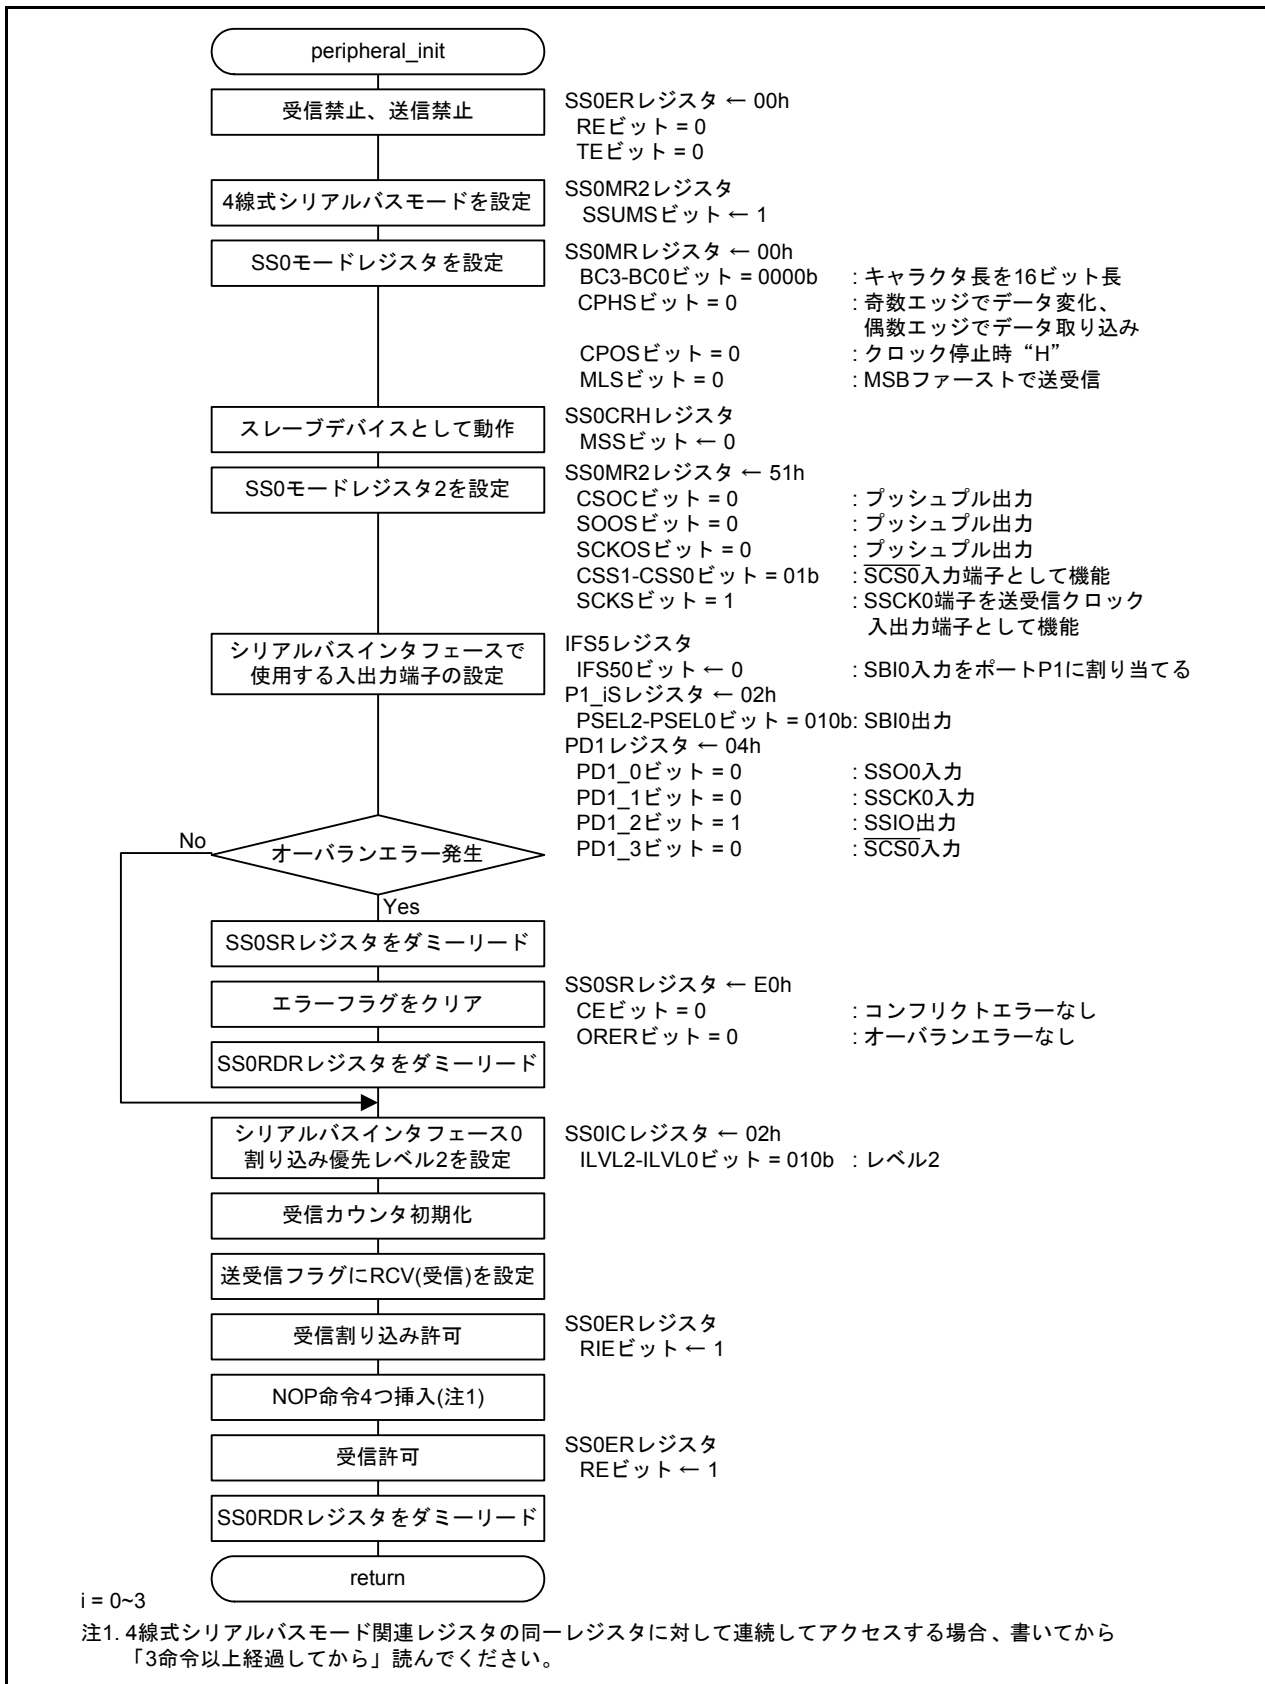 peripheral_init
受信禁止、送信禁止
SS0ERレジスタ ← 00h
REビット = 0
TEビット = 0
4線式シリアルバスモードを設定
SS0MR2レジスタ
SSUMSビット ← 1
SS0モードレジスタを設定
SS0MRレジスタ ← 00h
BC3-BC0ビット = 0000b : キャラクタ長を16ビット長
CPHSビット = 0 : 奇数エッジでデータ変化、
偶数エッジでデータ取り込み
CPOSビット = 0 : クロック停止時“H”
MLSビット = 0 : MSBファーストで送受信
スレーブデバイスとして動作
SS0CRHレジスタ
MSSビット ← 0
SS0モードレジスタ2を設定
SS0MR2レジスタ ← 51h
CSOCビット = 0 : プッシュプル出力
SOOSビット = 0 : プッシュプル出力
SCKOSビット = 0 : プッシュプル出力
CSS1-CSS0ビット = 01b : SCS0入力端子として機能
SCKSビット = 1 : SSCK0端子を送受信クロック
入出力端子として機能
シリアルバスインタフェースで
使用する入出力端子の設定
IFS5レジスタ
IFS50ビット ← 0 : SBI0入力をポートP1に割り当てる
P1_iSレジスタ ← 02h
PSEL2-PSEL0ビット = 010b: SBI0出力
PD1レジスタ ← 04h
PD1_0ビット = 0 : SSO0入力
PD1_1ビット = 0 : SSCK0入力
PD1_2ビット = 1 : SSIO出力
PD1_3ビット = 0 : SCS0入力
No
オーバランエラー発生
Yes
SS0SRレジスタをダミーリード
エラーフラグをクリア
SS0SRレジスタ ← E0h
CEビット = 0 : コンフリクトエラーなし
ORERビット = 0 : オーバランエラーなし
SS0RDRレジスタをダミーリード
シリアルバスインタフェース0
割り込み優先レベル2を設定
SS0ICレジスタ ← 02h
ILVL2-ILVL0ビット = 010b : レベル2
受信カウンタ初期化
送受信フラグにRCV(受信)を設定
受信割り込み許可
SS0ERレジスタ
RIEビット ← 1
NOP命令4つ挿入(注1)
受信許可
SS0ERレジスタ
REビット ← 1
SS0RDRレジスタをダミーリード
return
i = 0~3
注1. 4線式シリアルバスモード関連レジスタの同一レジスタに対して連続してアクセスする場合、書いてから
「3命令以上経過してから」読んでください。